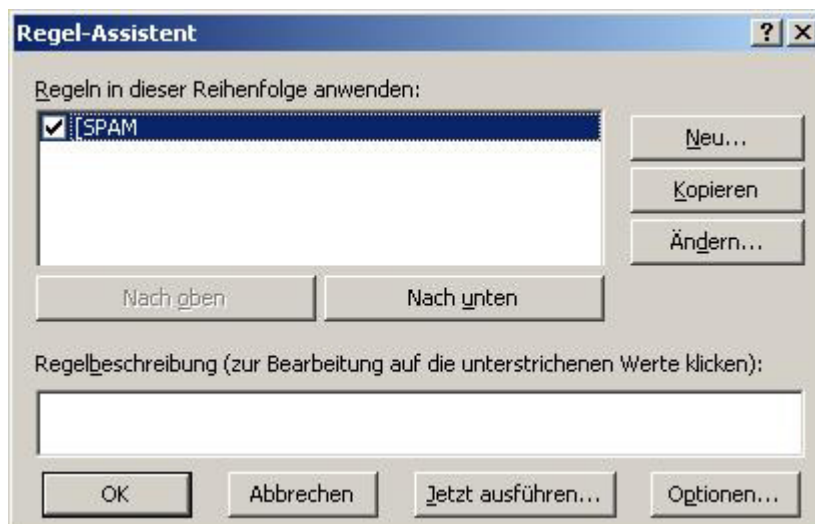 Regel-Assistent
Regeln in dieser Reihenfolge anwenden:
[SPAM
Neu...
Kopieren
Ändern...
Nach oben
Nach unten
Regelbeschreibung (zur Bearbeitung auf die unterstrichenen Werte klicken):
OK
Abbrechen
Jetzt ausführen...
Optionen...